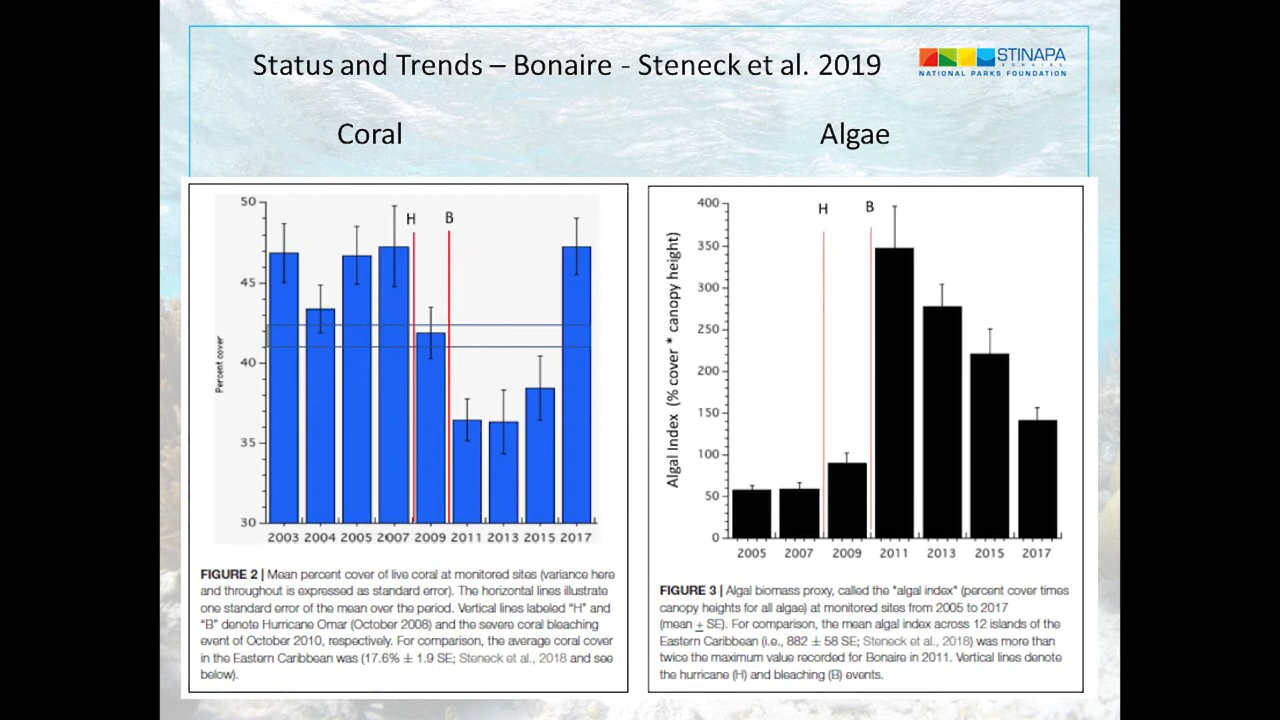 Status and Trends – Bonaire - Steneck et al. 2019
STINAPA
BONAIRE
NATIONAL PARKS FOUNDATION
Coral
Algae
50
45
40
35
30
Percent cover
H
B
2003 2004 2005 2007 2009 2011 2013 2015 2017
FIGURE 2 | Mean percent cover of live coral at monitored sites (variance here
and throughout is expressed as standard error). The horizontal lines illustrate
one standard error of the mean over the period. Vertical lines labeled “H” and
“B” denote Hurricane Omar (October 2008) and the severe coral bleaching
event of October 2010, respectively. For comparison, the average coral cover
in the Eastern Caribbean was (17.6% ± 1.9 SE; Steneck et al., 2018 and see
below).
400
350
300
250
200
150
100
50
0
Algal Index (% cover * canopy height)
H
B
2005 2007 2009 2011 2013 2015 2017
FIGURE 3 | Algal biomass proxy, called the "algal index" (percent cover times
canopy heights for all algae) at monitored sites from 2005 to 2017
(mean ± SE). For comparison, the mean algal index across 12 islands of the
Eastern Caribbean (i.e., 882 ± 58 SE; Steneck et al., 2018) was more than
twice the maximum value recorded for Bonaire in 2011. Vertical lines denote
the hurricane (H) and bleaching (B) events.